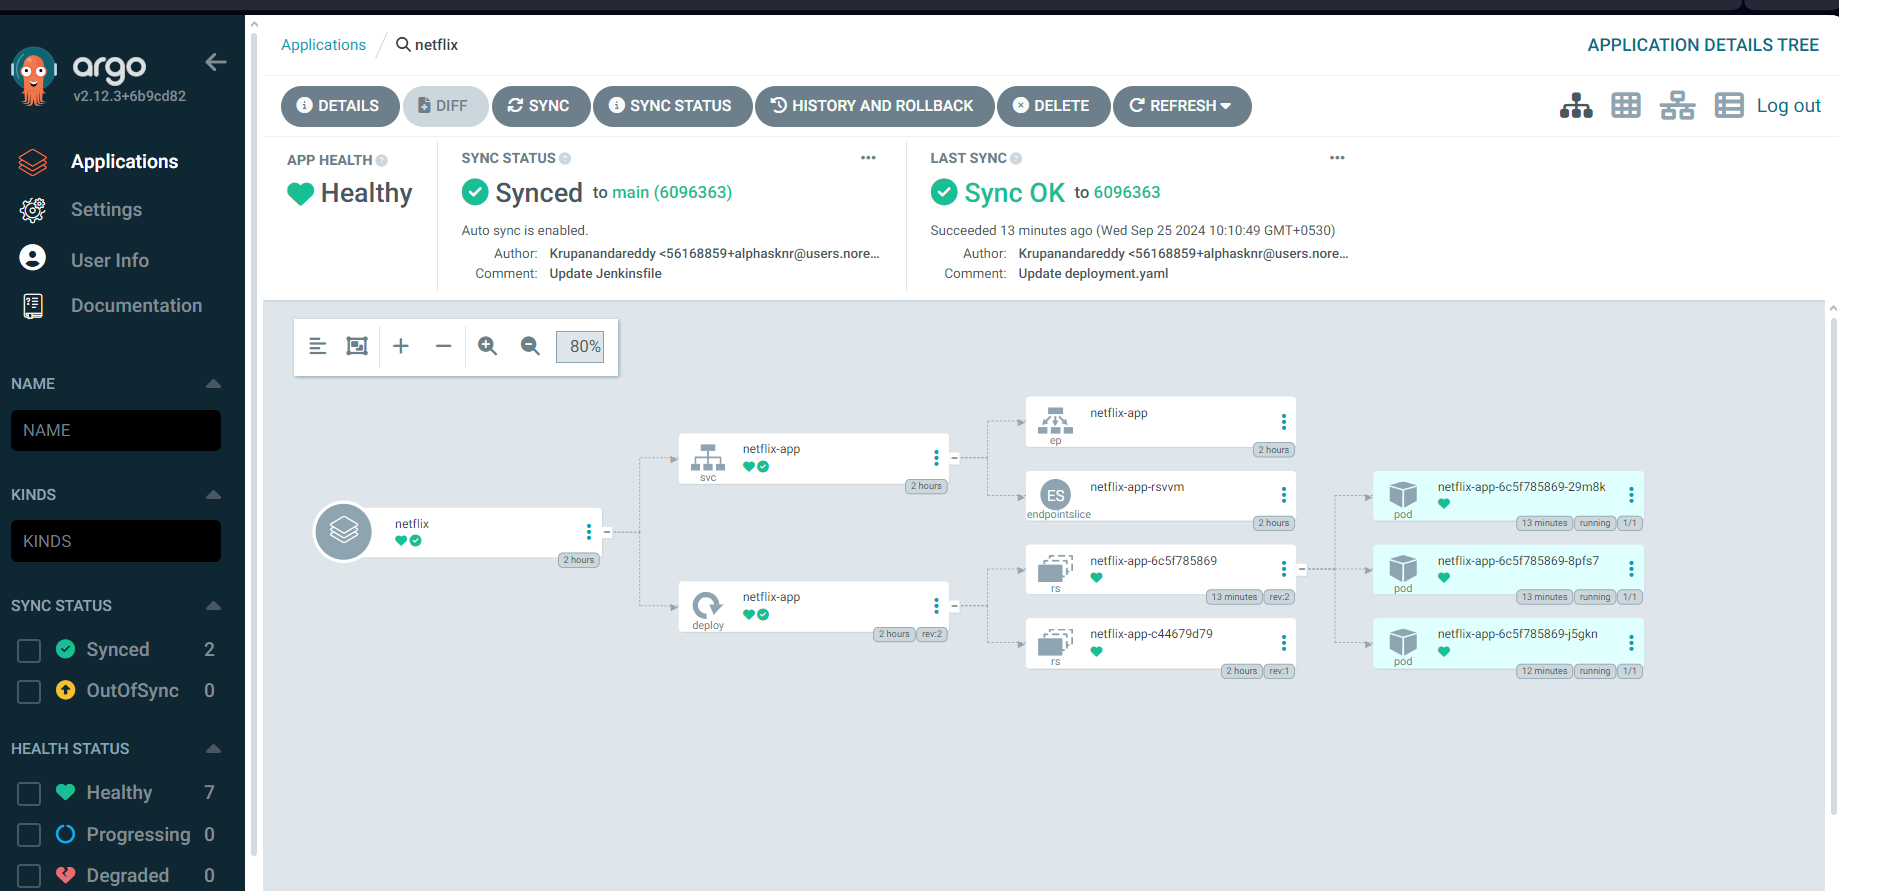 argo
v2.12.3+6b9cd82
Applications
Settings
User Info
Documentation
NAME
NAME
KINDS
KINDS
SYNC STATUS
Synced 2
OutOfSync 0
HEALTH STATUS
Healthy 7
Progressing 0
Degraded 0
Applications netflix
APPLICATION DETAILS TREE
DETAILS DIFF SYNC SYNC STATUS HISTORY AND ROLLBACK DELETE REFRESH
Log out
APP HEALTH
Healthy
SYNC STATUS
Synced to main (6096363)
Auto sync is enabled.
Author: Krupanandareddy <56168859+alphasknr@users.nore...
Comment: Update Jenkinsfile
LAST SYNC
Sync OK to 6096363
Succeeded 13 minutes ago (Wed Sep 25 2024 10:10:49 GMT+0530)
Author: Krupanandareddy <56168859+alphasknr@users.nore...
Comment: Update deployment.yaml
80%
netflix
2 hours
netflix-app
svc
2 hours
netflix-app
deploy
2 hours rev:2
netflix-app
ep
2 hours
netflix-app-rsvvm
ES
endpointslice
2 hours
netflix-app-6c5f785869
rs
13 minutes rev:2
netflix-app-c44679d79
rs
2 hours rev:1
netflix-app-6c5f785869-29m8k
pod
13 minutes running 1/1
netflix-app-6c5f785869-8pfs7
pod
13 minutes running 1/1
netflix-app-6c5f785869-j5gkn
pod
12 minutes running 1/1